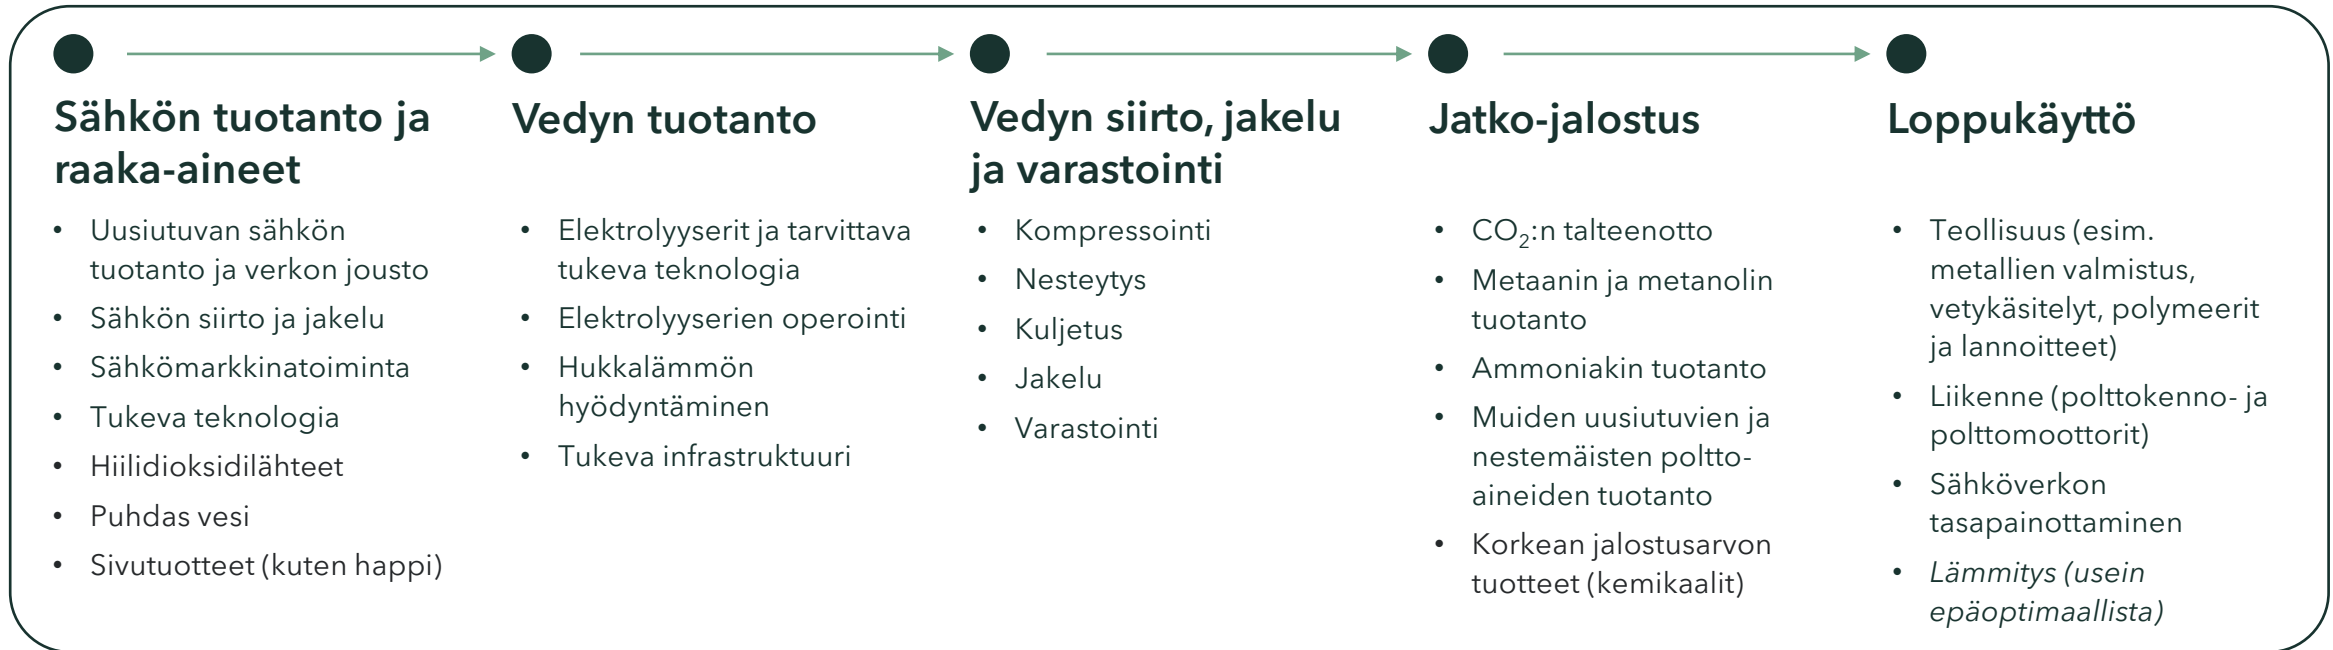 Sähkön tuotanto ja
raaka-aineet
• Uusiutuvan sähkön
tuotanto ja verkon jousto
• Sähkön siirto ja jakelu
• Sähkömarkkinatoiminta
• Tukeva teknologia
• Hiilidioksidilähteet
• Puhdas vesi
• Sivutuotteet (kuten happi)
Vedyn tuotanto
• Elektrolyyserit ja tarvittava
tukeva teknologia
• Elektrolyyserien operointi
• Hukkalämmön
hyödyntäminen
• Tukeva infrastruktuuri
Vedyn siirto, jakelu
ja varastointi
• Kompressointi
• Nesteytys
• Kuljetus
• Jakelu
• Varastointi
Jatko-jalostus
• CO₂:n talteenotto
• Metaanin ja metanolin
tuotanto
• Ammoniakin tuotanto
• Muiden uusiutuvien ja
nestemäisten poltto-
aineiden tuotanto
• Korkean jalostusarvon
tuotteet (kemikaalit)
Loppukäyttö
• Teollisuus (esim.
metallien valmistus,
vetykäsitelyt, polymeerit
ja lannoitteet)
• Liikenne (polttokenno- ja
polttomoottorit)
• Sähköverkon
tasapainottaminen
• Lämmitys (usein
epäoptimaallista)